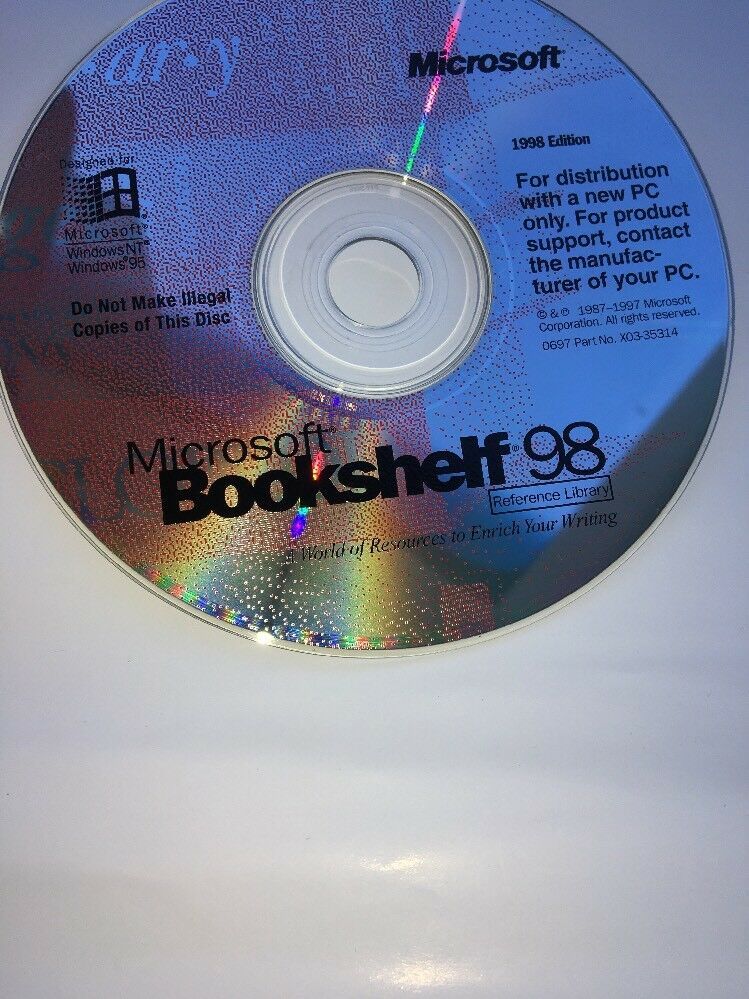 ar·y
Microsoft®
1998 Edition
For distribution
with a new PC
only. For product
support, contact
the manufac-
turer of your PC.
© & ℗ 1987–1997 Microsoft
Corporation. All rights reserved.
0697 Part No. X03-35314
Designed for
Microsoft®
Windows NT®
Windows®95
Do Not Make Illegal
Copies of This Disc
Microsoft®
Bookshelf® 98
Reference Library
A World of Resources to Enrich Your Writing